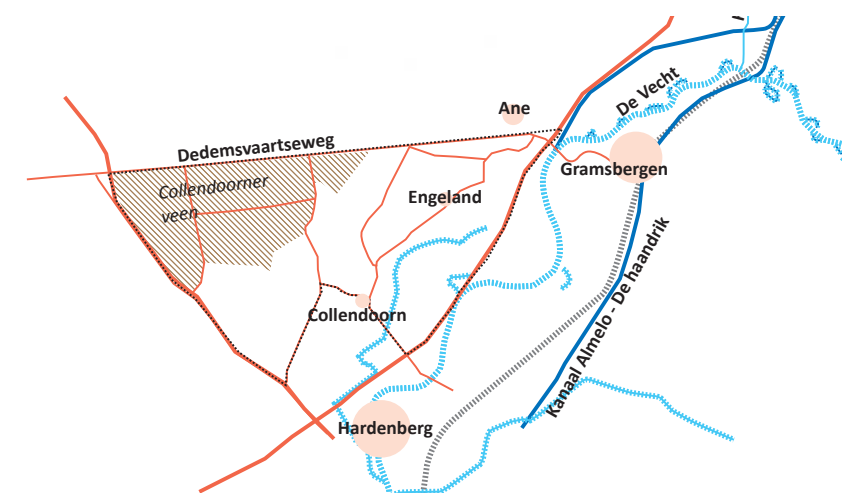 De Vecht
Ane
Dedemsvaartseweg
Gramsbergen
Collendoorner
veen
Engeland
Kanaal Almelo - De haandrik
Collendoorn
Hardenberg